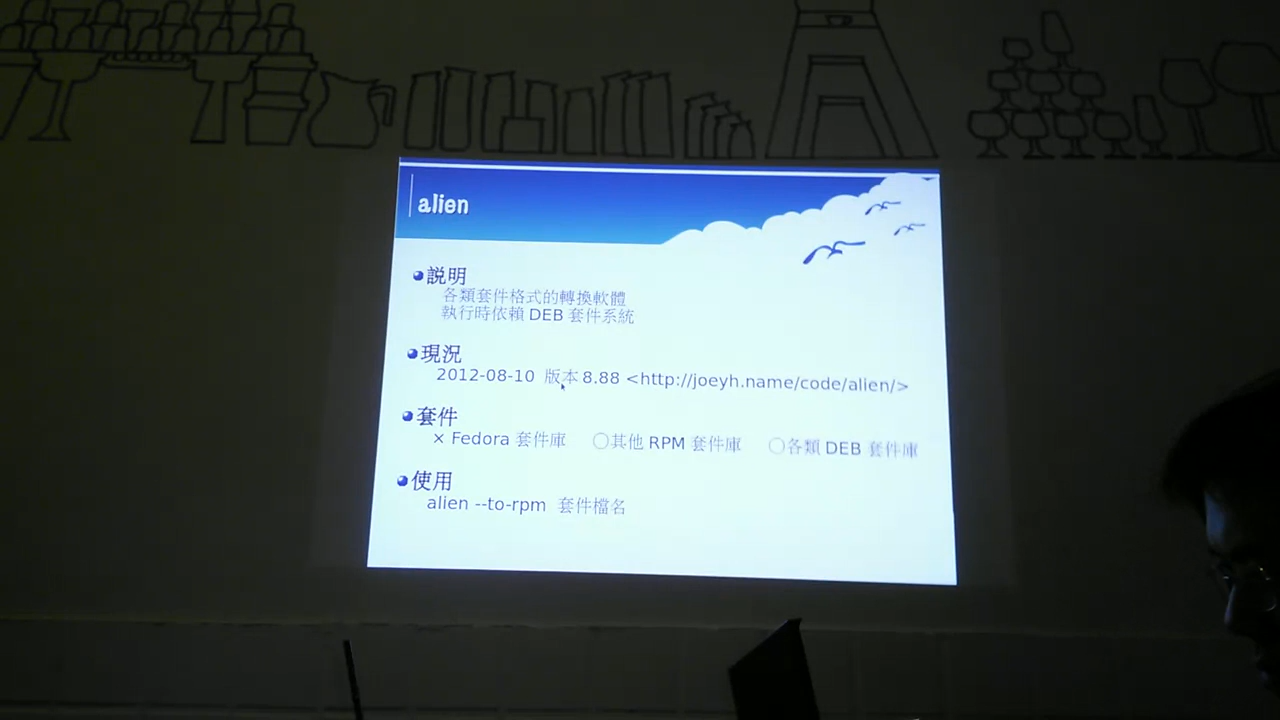 alien
説明
各類套件格式的轉換軟體
執行時依賴 DEB 套件系統
現況
2012-08-10 版本 8.88 <http://joeyh.name/code/alien/>
套件
× Fedora 套件庫 ○其他 RPM 套件庫 ○各類 DEB 套件庫
使用
alien --to-rpm 套件檔名